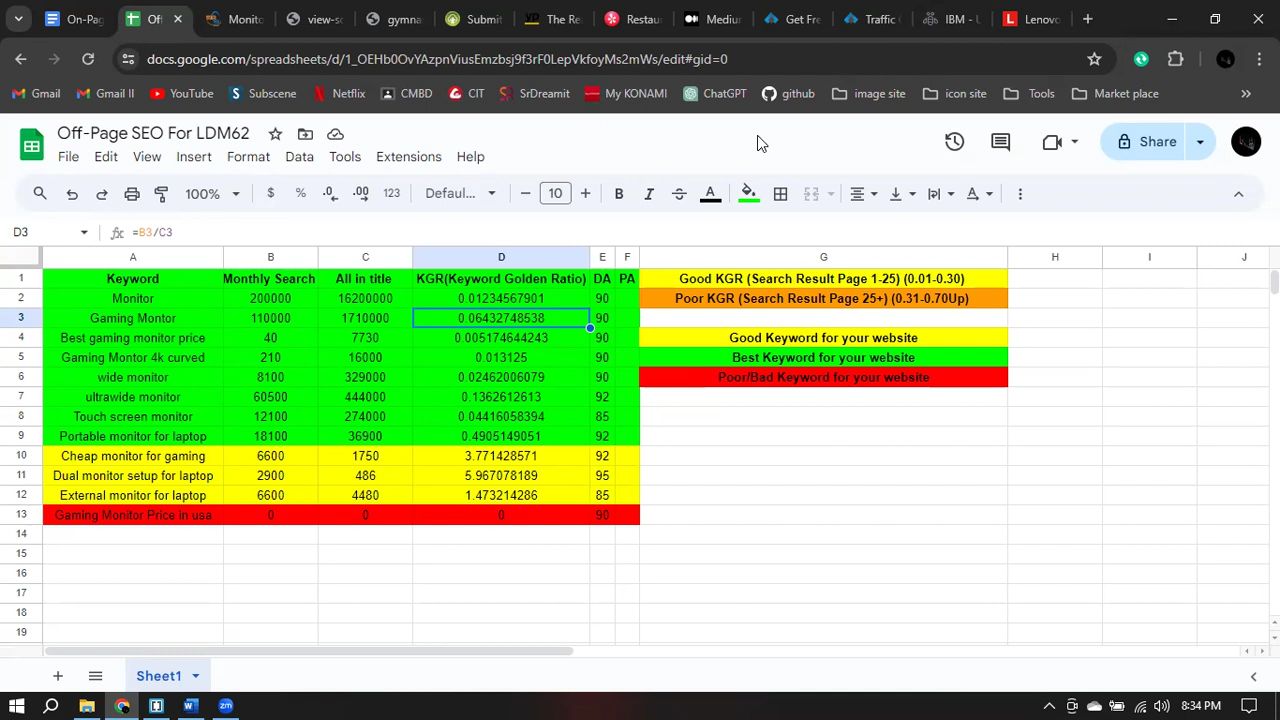 On-Pag
Off-Pa
Monito
view-sc
gymna
Submit
The Re
Restau
Medium
Get Fre
Traffic
IBM - U
Lenovo
docs.google.com/spreadsheets/d/1_OEHb0OvYAzpnViusEmzbsj9f3rF0LepVkfoyMs2mWs/edit#gid=0
Gmail
Gmail II
YouTube
Subscene
Netflix
CMBD
CIT
SrDreamit
My KONAMI
ChatGPT
github
image site
icon site
Tools
Market place
Off-Page SEO For LDM62
Share
File Edit View Insert Format Data Tools Extensions Help
100% $ % .0 .00 123 Defaul... 10 B I A
D3 fx =B3/C3
A B C D E F G H I J
1 Keyword Monthly Search All in title KGR(Keyword Golden Ratio) DA PA Good KGR (Search Result Page 1-25) (0.01-0.30)
2 Monitor 200000 16200000 0.01234567901 90 Poor KGR (Search Result Page 25+) (0.31-0.70Up)
3 Gaming Montor 110000 1710000 0.06432748538 90
4 Best gaming monitor price 40 7730 0.005174644243 90 Good Keyword for your website
5 Gaming Montor 4k curved 210 16000 0.013125 90 Best Keyword for your website
6 wide monitor 8100 329000 0.02462006079 90 Poor/Bad Keyword for your website
7 ultrawide monitor 60500 444000 0.1362612613 92
8 Touch screen monitor 12100 274000 0.04416058394 85
9 Portable monitor for laptop 18100 36900 0.4905149051 92
10 Cheap monitor for gaming 6600 1750 3.771428571 92
11 Dual monitor setup for laptop 2900 486 5.967078189 95
12 External monitor for laptop 6600 4480 1.473214286 85
13 Gaming Monitor Price in usa 0 0 0 90
14
15
16
17
18
19
Sheet1
8:34 PM